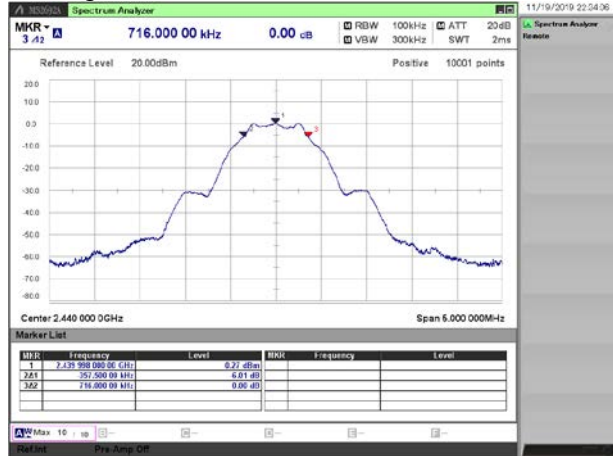 MS2692A Spectrum Analyzer
11/19/2019 22:34:06
MKR 3 Δ2 716.000 00 kHz 0.00 dB
RBW 100kHz ATT 20dB
VBW 300kHz SWT 2ms
Spectrum Analyzer
Remote
Reference Level 20.00dBm Positive 10001 points
20.0
10.0
0.0
-10.0
-20.0
-30.0
-40.0
-50.0
-60.0
-70.0
-80.0
1
2
3
Center 2.440 000 0GHz Span 5.000 000MHz
Marker List
MKR Frequency Level MKR Frequency Level
1 2.439 998 000 00 GHz 0.27 dBm
2Δ1 357.500 00 kHz 6.01 dB
3Δ2 716.000 00 kHz 0.00 dB
A Max 10 : 10
Ref.Int Pre-Amp Off